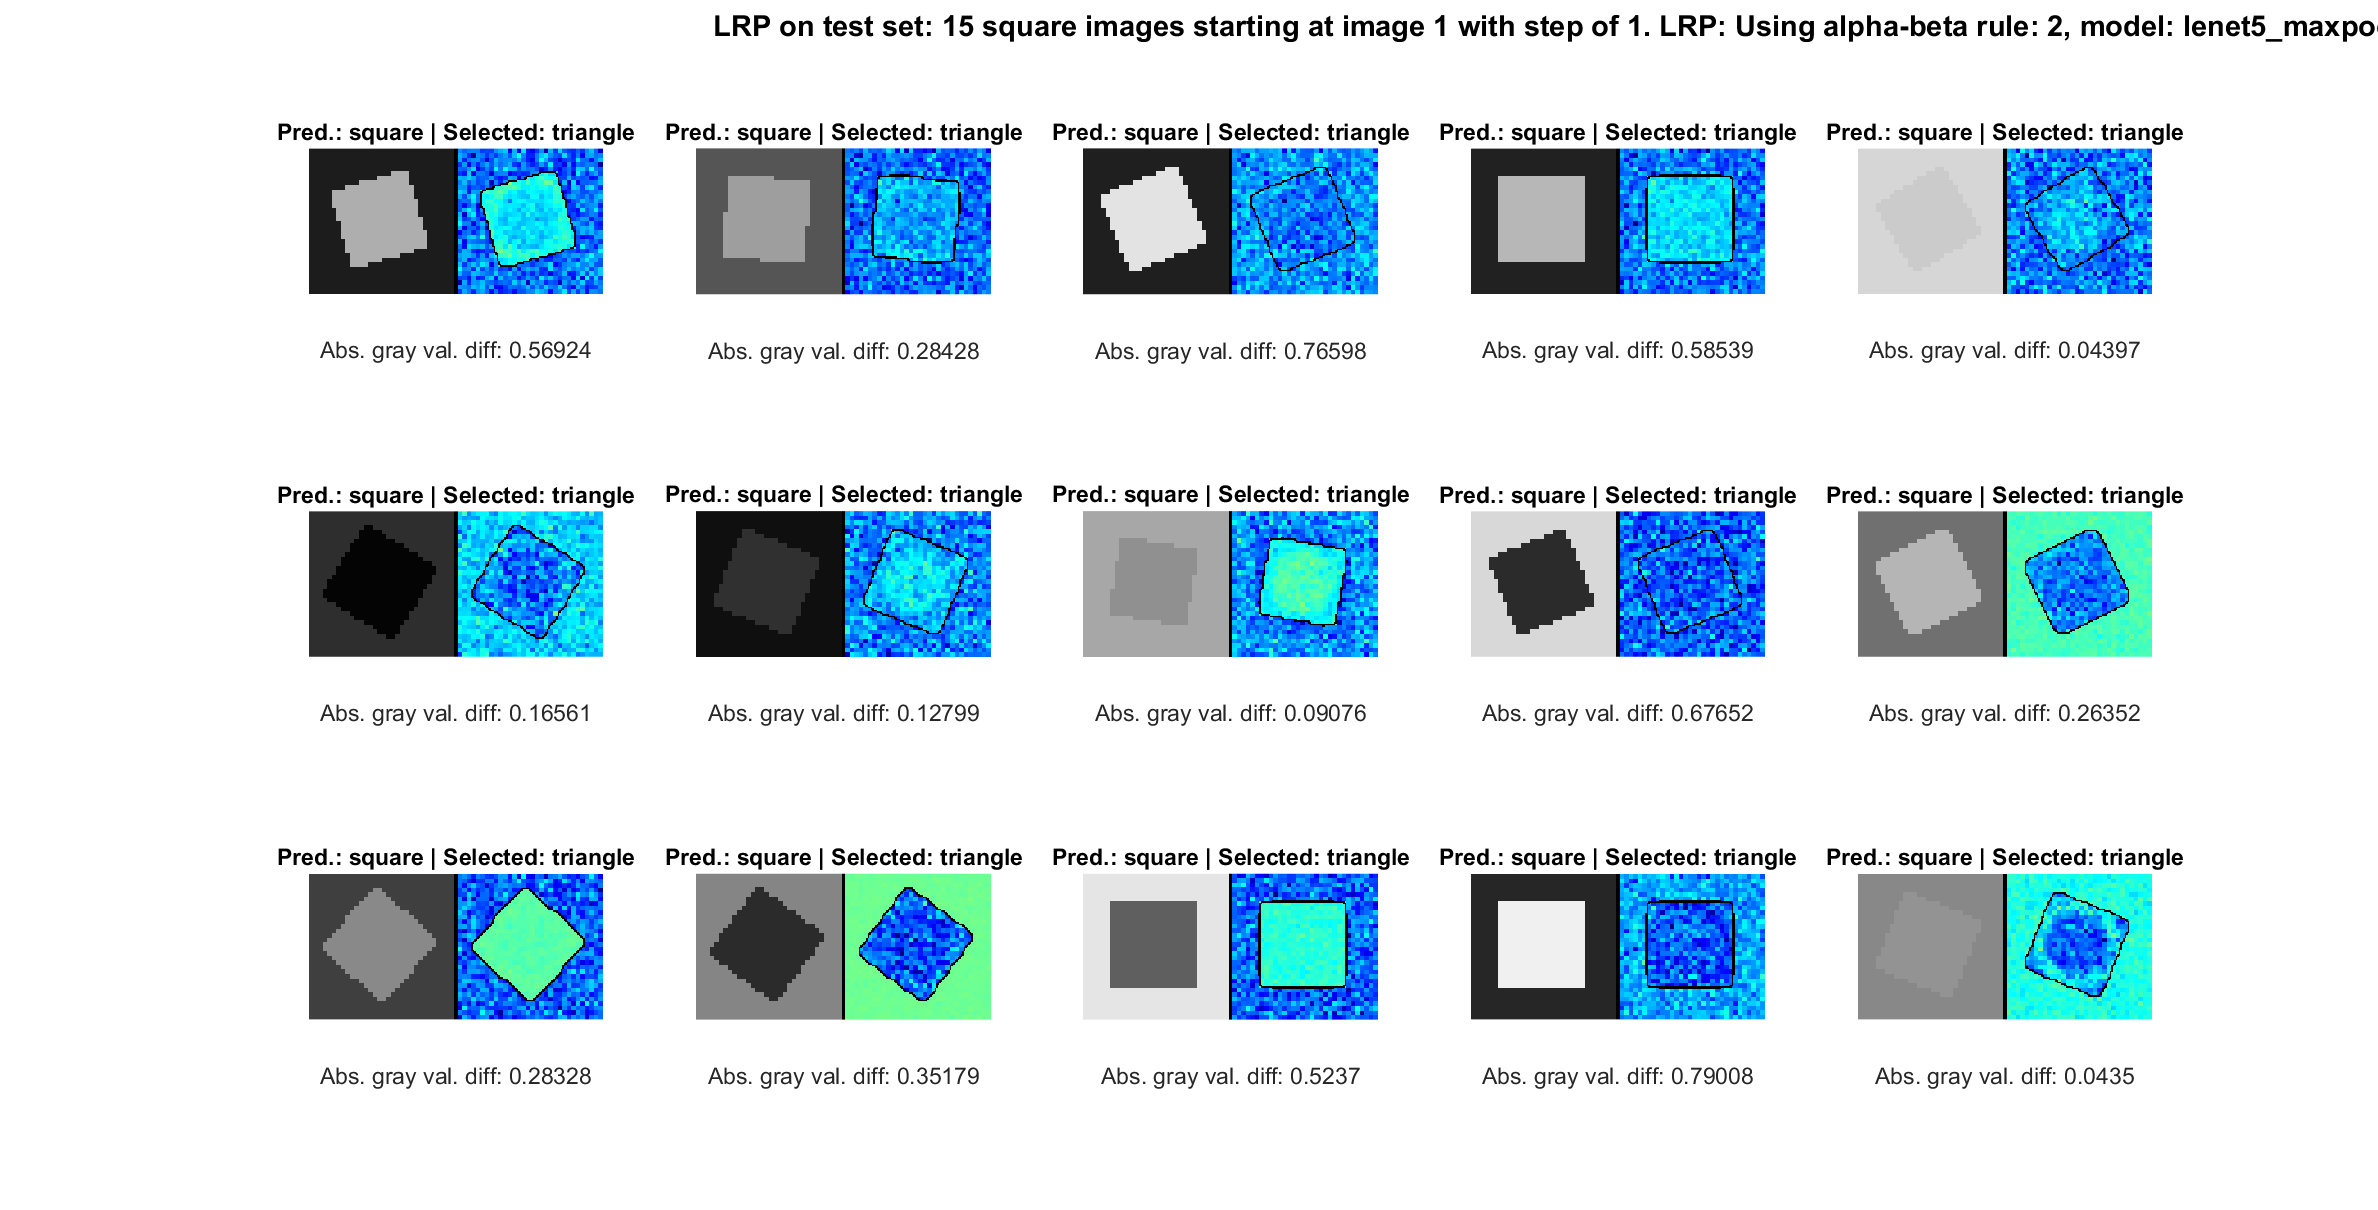 LRP on test set: 15 square images starting at image 1 with step of 1. LRP: Using alpha-beta rule: 2, model: lenet5_maxpo
Pred.: square | Selected: triangle Pred.: square | Selected: triangle Pred.: square | Selected: triangle Pred.: square | Selected: triangle Pred.: square | Selected: triangle
Abs. gray val. diff: 0.56924 Abs. gray val. diff: 0.28428 Abs. gray val. diff: 0.76598 Abs. gray val. diff: 0.58539 Abs. gray val. diff: 0.04397
Pred.: square | Selected: triangle Pred.: square | Selected: triangle Pred.: square | Selected: triangle Pred.: square | Selected: triangle Pred.: square | Selected: triangle
Abs. gray val. diff: 0.16561 Abs. gray val. diff: 0.12799 Abs. gray val. diff: 0.09076 Abs. gray val. diff: 0.67652 Abs. gray val. diff: 0.26352
Pred.: square | Selected: triangle Pred.: square | Selected: triangle Pred.: square | Selected: triangle Pred.: square | Selected: triangle Pred.: square | Selected: triangle
Abs. gray val. diff: 0.28328 Abs. gray val. diff: 0.35179 Abs. gray val. diff: 0.5237 Abs. gray val. diff: 0.79008 Abs. gray val. diff: 0.0435